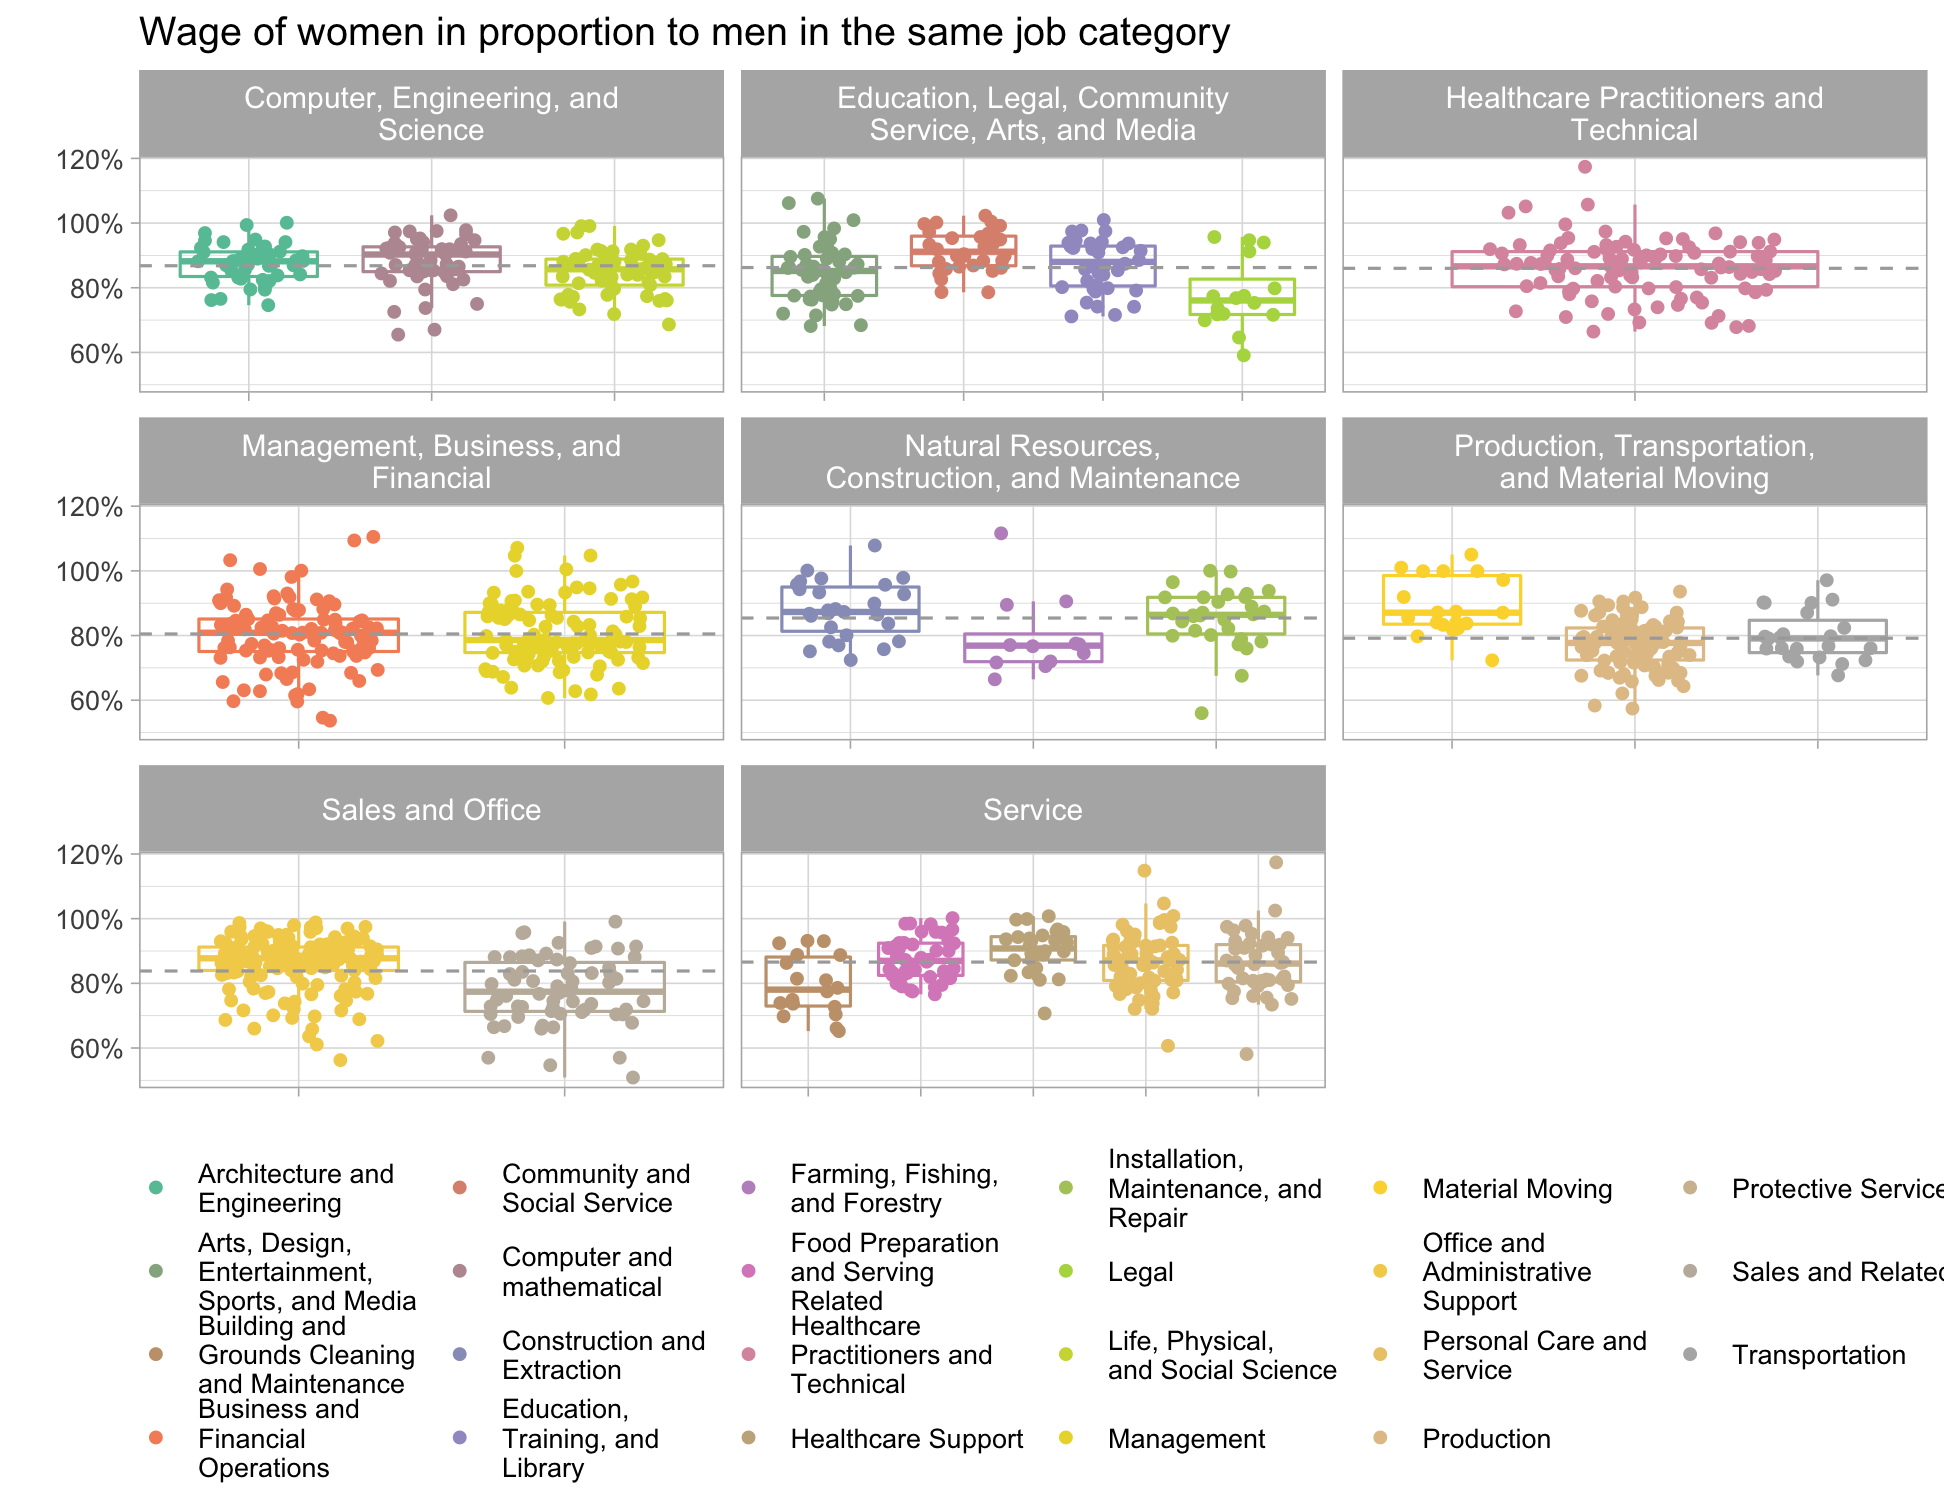 Wage of women in proportion to men in the same job category
Computer, Engineering, and
Science
Education, Legal, Community
Service, Arts, and Media
Healthcare Practitioners and
Technical
120%
100%
80%
60%
Management, Business, and
Financial
Natural Resources,
Construction, and Maintenance
Production, Transportation,
and Material Moving
120%
100%
80%
60%
Sales and Office
Service
120%
100%
80%
60%
Architecture and
Engineering
Arts, Design,
Entertainment,
Sports, and Media
Building and
Grounds Cleaning
and Maintenance
Business and
Financial
Operations
Community and
Social Service
Computer and
mathematical
Construction and
Extraction
Education,
Training, and
Library
Farming, Fishing,
and Forestry
Food Preparation
and Serving
Related
Healthcare
Practitioners and
Technical
Healthcare Support
Installation,
Maintenance, and
Repair
Legal
Life, Physical,
and Social Science
Management
Material Moving
Office and
Administrative
Support
Personal Care and
Service
Production
Protective Service
Sales and Related
Transportation